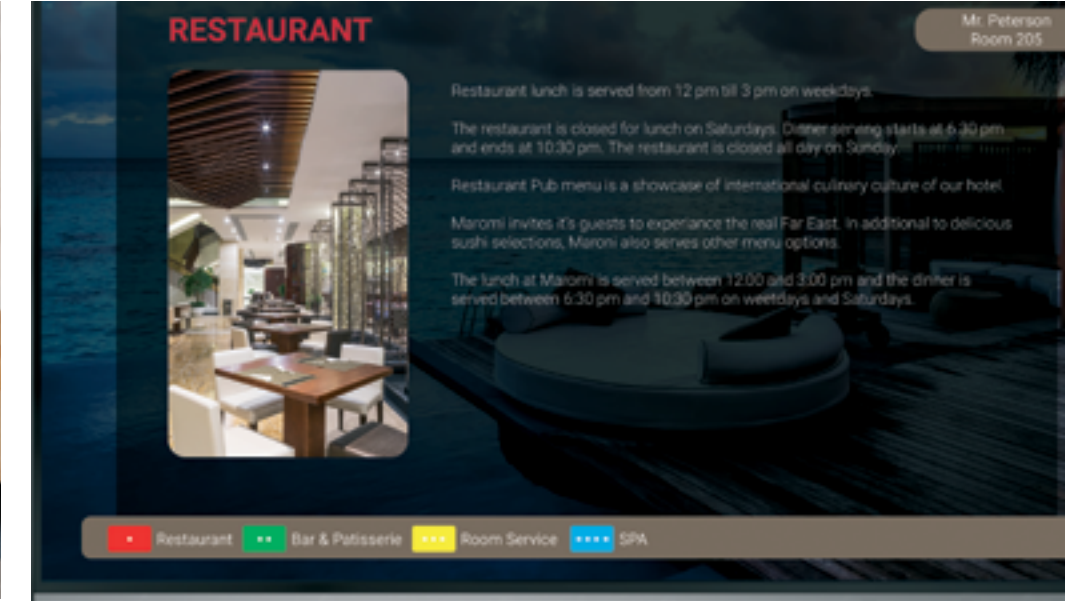 RESTAURANT
Mr. Peterson
Room 205
Restaurant lunch is served from 12 pm till 3 pm on weekdays.
The restaurant is closed for lunch on Saturdays. Dinner serving starts at 6:30 pm
and ends at 10:30 pm. The restaurant is closed all day on Sunday.
Restaurant Pub menu is a showcase of international culinary culture of our hotel.
Maromi invites it's guests to experiance the real Far East. In additional to delicious
sushi selections, Maroni also serves other menu options.
The lunch at Maromi is served between 12:00 and 3:00 pm and the dinner is
served between 6:30 pm and 10:30 pm on weetdays and Saturdays.
Restaurant Bar & Patisserie Room Service SPA